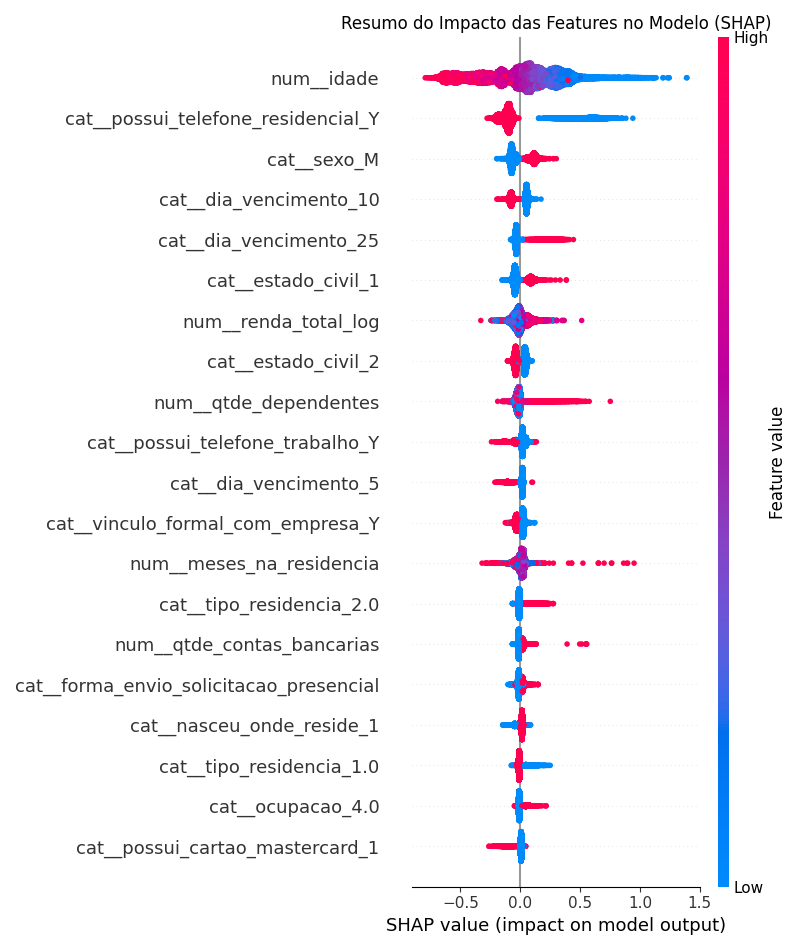 Resumo do Impacto das Features no Modelo (SHAP)
High
num__idade
cat__possui_telefone_residencial_Y
cat__sexo_M
cat__dia_vencimento_10
cat__dia_vencimento_25
cat__estado_civil_1
num__renda_total_log
cat__estado_civil_2
num__qtde_dependentes
cat__possui_telefone_trabalho_Y
cat__dia_vencimento_5
cat__vinculo_formal_com_empresa_Y
num__meses_na_residencia
cat__tipo_residencia_2.0
num__qtde_contas_bancarias
cat__forma_envio_solicitacao_presencial
cat__nasceu_onde_reside_1
cat__tipo_residencia_1.0
cat__ocupacao_4.0
cat__possui_cartao_mastercard_1
Feature value
Low
−0.5 0.0 0.5 1.0 1.5
SHAP value (impact on model output)